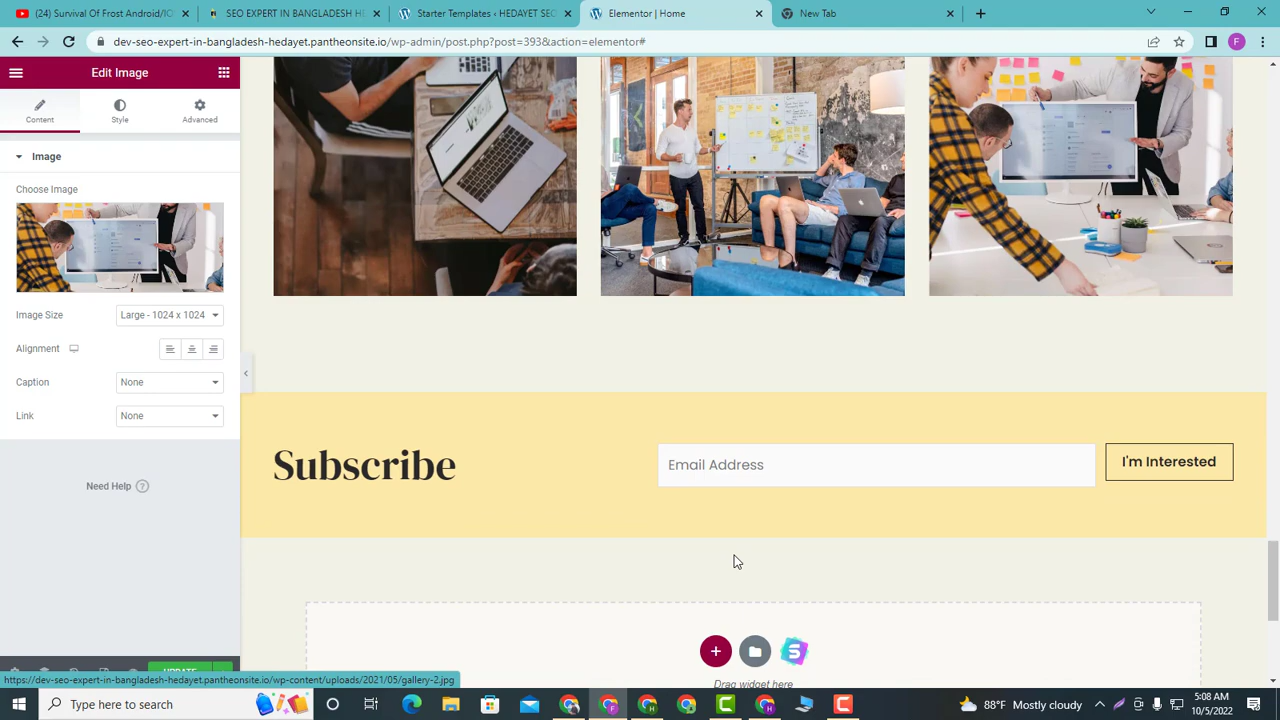 (24) Survival Of Frost Android/IO
SEO EXPERT IN BANGLADESH HE
Starter Templates ‹ HEDAYET SEO
Elementor | Home
New Tab
dev-seo-expert-in-bangladesh-hedayet.pantheonsite.io/wp-admin/post.php?post=393&action=elementor#
F
Edit Image
Content
Style
Advanced
Image
Choose Image
Image Size
Large - 1024 x 1024
Alignment
Caption
None
Link
None
Need Help
?
Subscribe
Email Address
I'm Interested
Drag widget here
UPDATE
https://dev-seo-expert-in-bangladesh-hedayet.pantheonsite.io/wp-content/uploads/2021/05/gallery-2.jpg
Type here to search
88°F Mostly cloudy
5:08 AM
10/5/2022